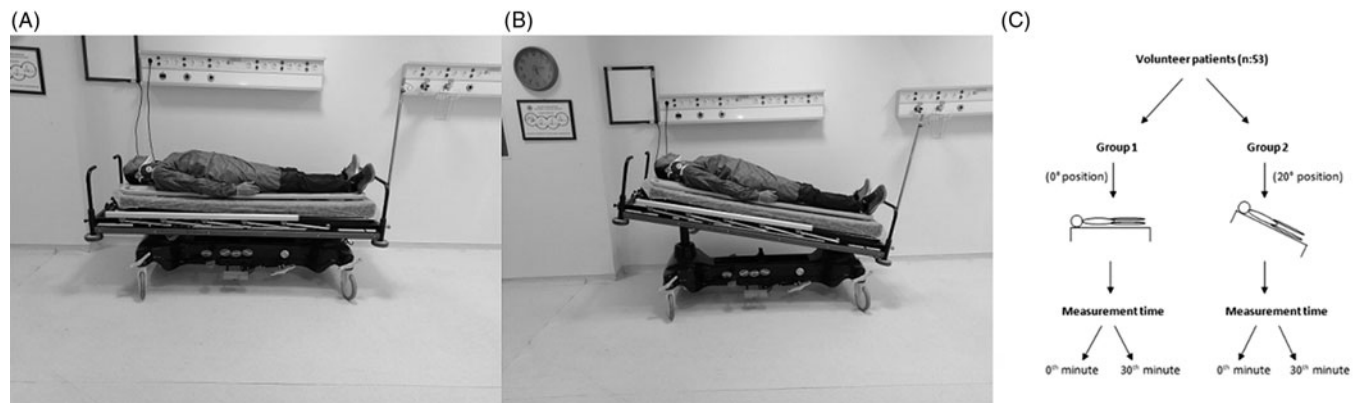 (A)
(B)
(C)
Volunteer patients (n:53)
Group 1
Group 2
(0° position)
(20° position)
Measurement time
Measurement time
0th minute
30th minute
0th minute
30th minute